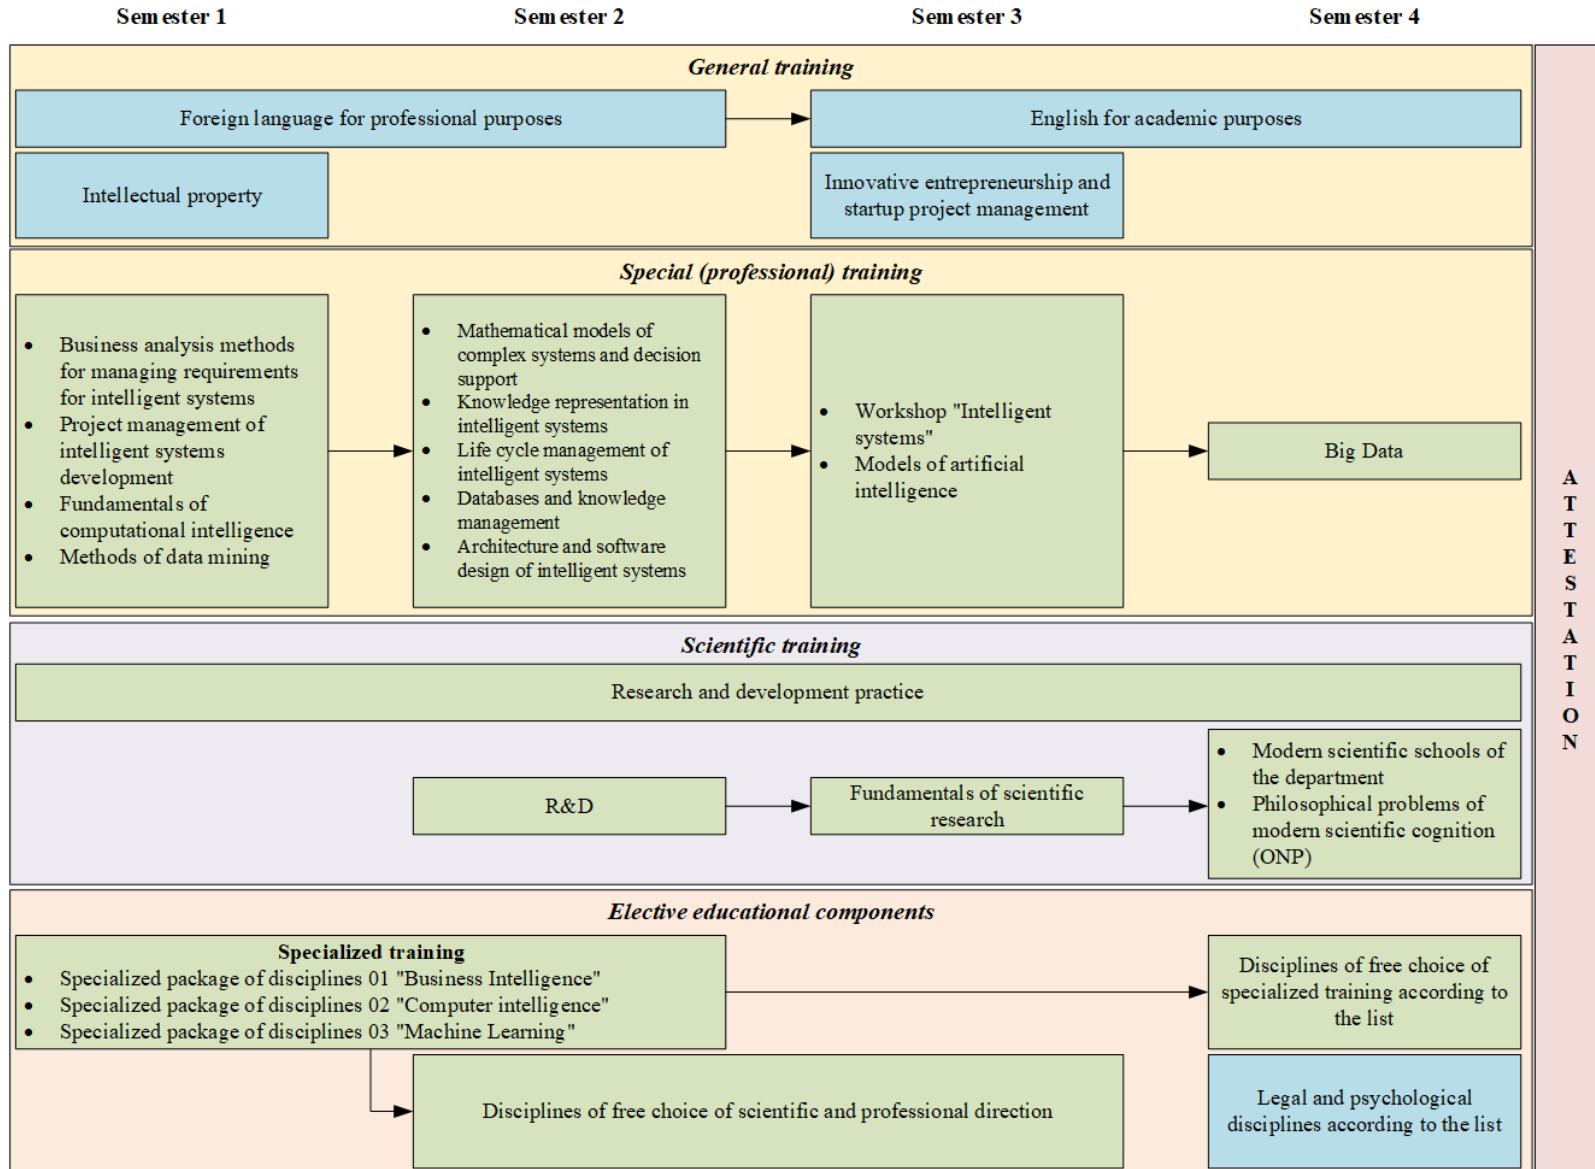 Semester 1 Semester 2 Semester 3 Semester 4
General training
Foreign language for professional purposes
English for academic purposes
Intellectual property
Innovative entrepreneurship and
startup project management
Special (professional) training
• Business analysis methods
for managing requirements
for intelligent systems
• Project management of
intelligent systems
development
• Fundamentals of
computational intelligence
• Methods of data mining
• Mathematical models of
complex systems and decision
support
• Knowledge representation in
intelligent systems
• Life cycle management of
intelligent systems
• Databases and knowledge
management
• Architecture and software
design of intelligent systems
• Workshop "Intelligent
systems"
• Models of artificial
intelligence
Big Data
Scientific training
Research and development practice
R&D
Fundamentals of scientific
research
• Modern scientific schools of
the department
• Philosophical problems of
modern scientific cognition
(ONP)
Elective educational components
Specialized training
• Specialized package of disciplines 01 "Business Intelligence"
• Specialized package of disciplines 02 "Computer intelligence"
• Specialized package of disciplines 03 "Machine Learning"
Disciplines of free choice of
specialized training according to
the list
Disciplines of free choice of scientific and professional direction
Legal and psychological
disciplines according to the list
A
T
T
E
S
T
A
T
I
O
N